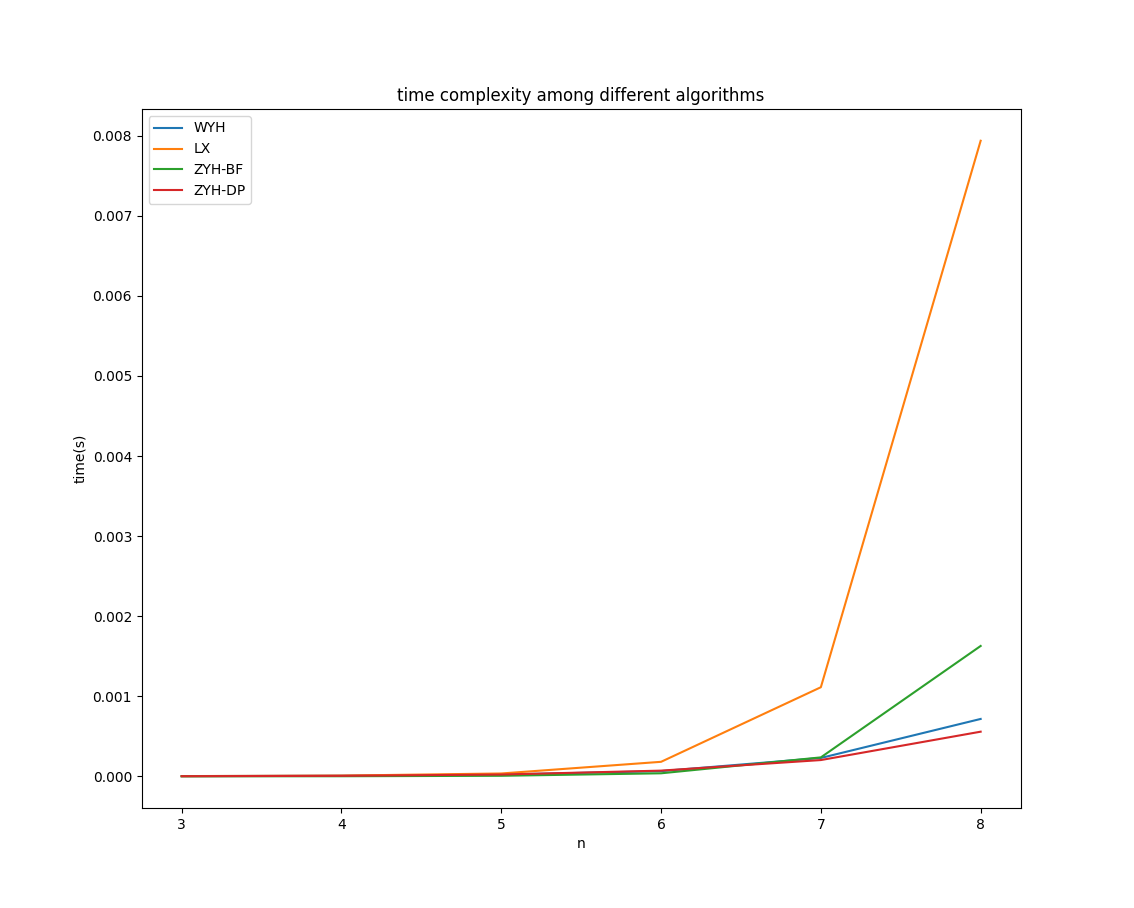 time complexity among different algorithms
WYH
LX
ZYH-BF
ZYH-DP
0.008
0.007
0.006
0.005
0.004
0.003
0.002
0.001
0.000
time(s)
3 4 5 6 7 8
n